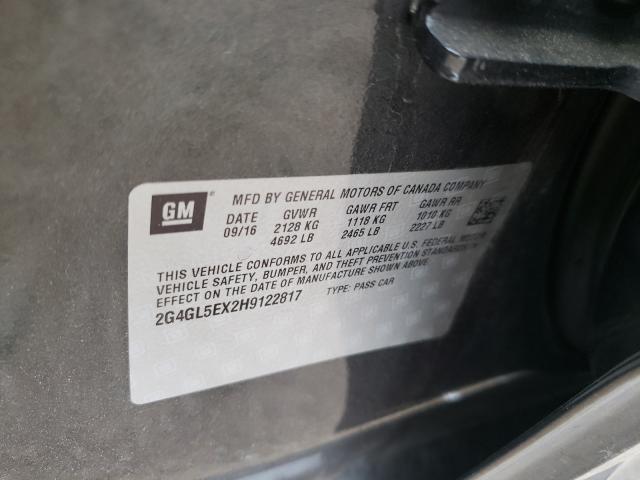 GM
MFD BY GENERAL MOTORS OF CANADA COMPANY
DATE GVWR GAWR FRT GAWR RR
09/16 2128 KG 1118 KG 1010 KG
4692 LB 2465 LB 2227 LB
THIS VEHICLE CONFORMS TO ALL APPLICABLE U.S. FEDERAL MOTOR
VEHICLE SAFETY, BUMPER, AND THEFT PREVENTION STANDARDS IN
EFFECT ON THE DATE OF MANUFACTURE SHOWN ABOVE.
2G4GL5EX2H9122817 TYPE: PASS CAR